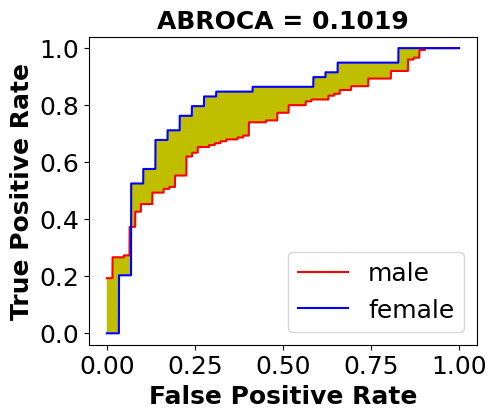 ABROCA = 0.1019
True Positive Rate
1.0
0.8
0.6
0.4
0.2
0.0
male
female
0.00 0.25 0.50 0.75 1.00
False Positive Rate